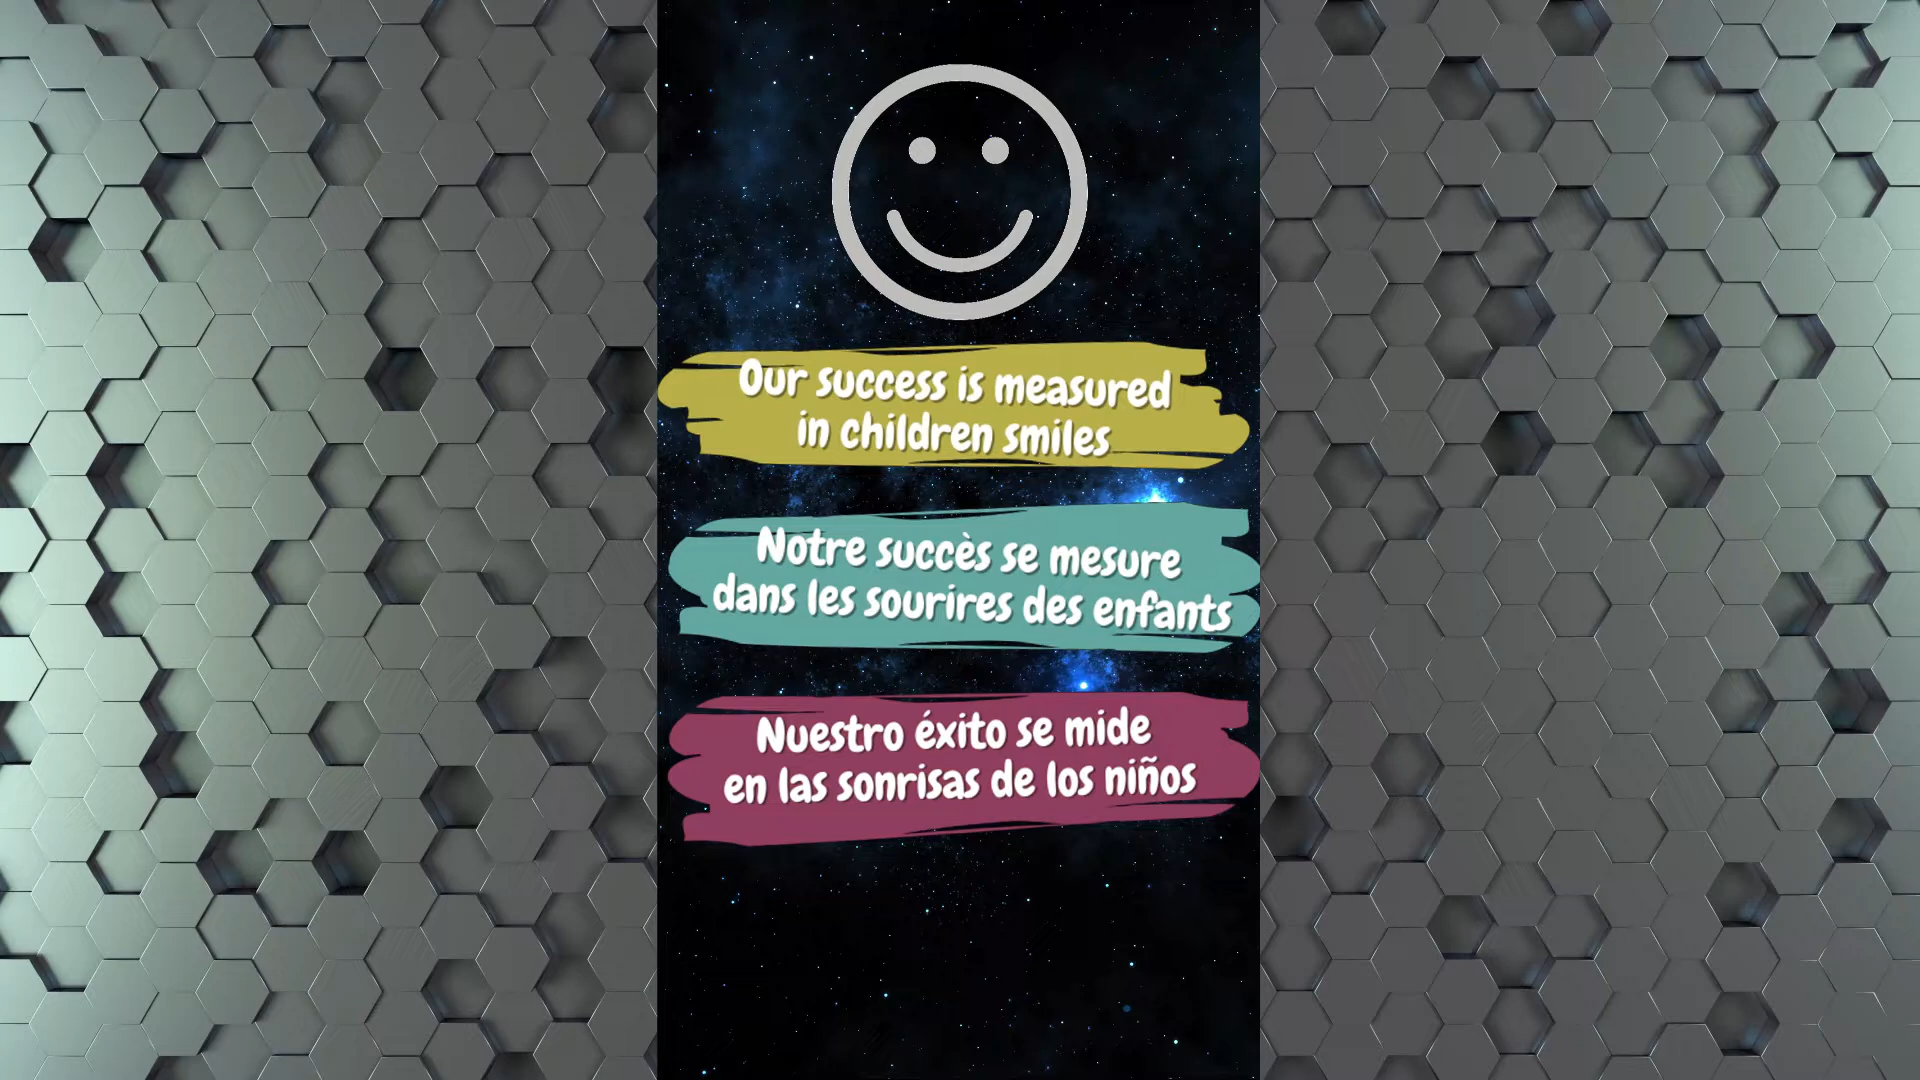 Our success is measured
in children smiles
Notre succès se mesure
dans les sourires des enfants
Nuestro éxito se mide
en las sonrisas de los niños